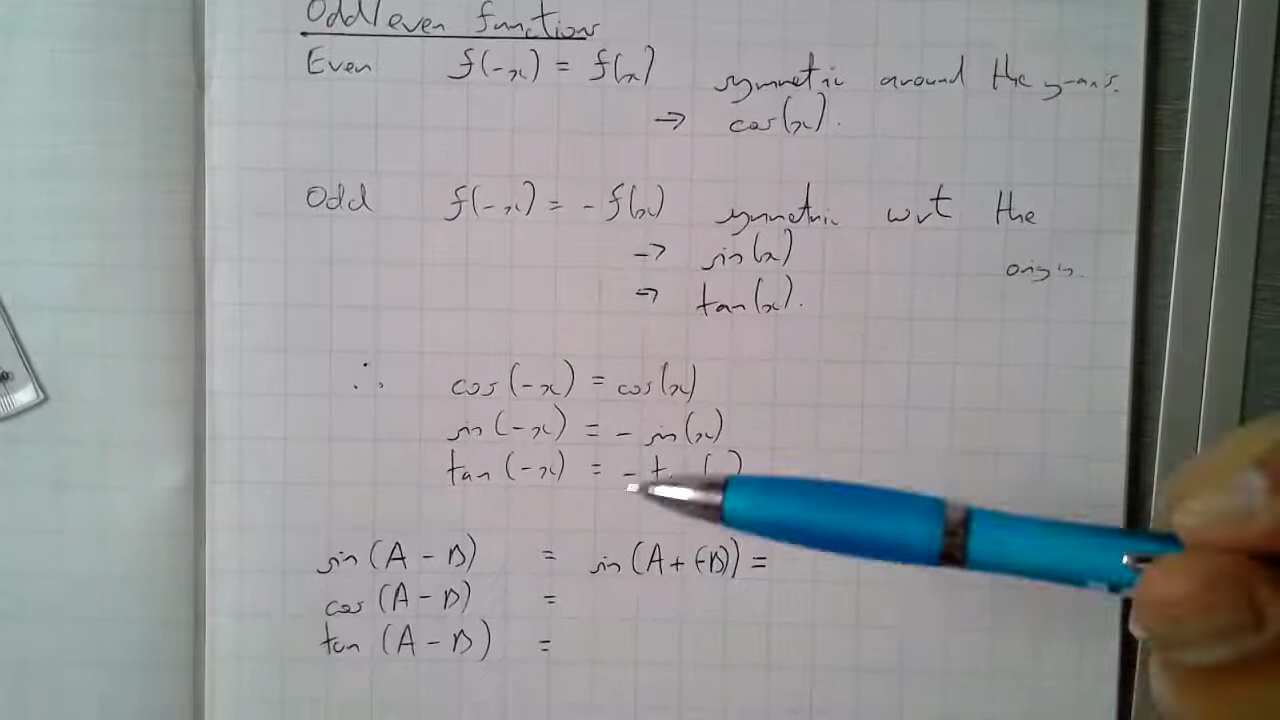 Odd/even functions
Even f(-x) = f(x) symmetric around the y-axis.
→ cos(x).
Odd f(-x) = - f(x) symmetric wrt the
→ sin(x) origin.
→ tan(x).
∴ cos(-x) = cos(x)
sin(-x) = - sin(x)
tan(-x) = -
sin(A - B) = sin(A + (-B)) =
cos(A - B) =
tan(A - B) =